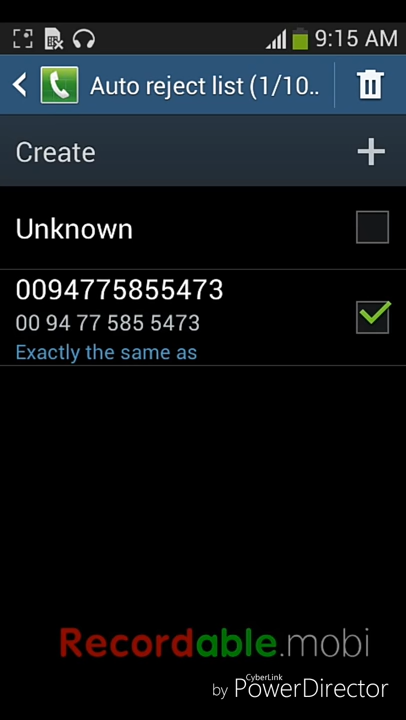 9:15 AM
Auto reject list (1/10..
Create
Unknown
0094775855473
00 94 77 585 5473
Exactly the same as
Recordable.mobi
CyberLink
by PowerDirector